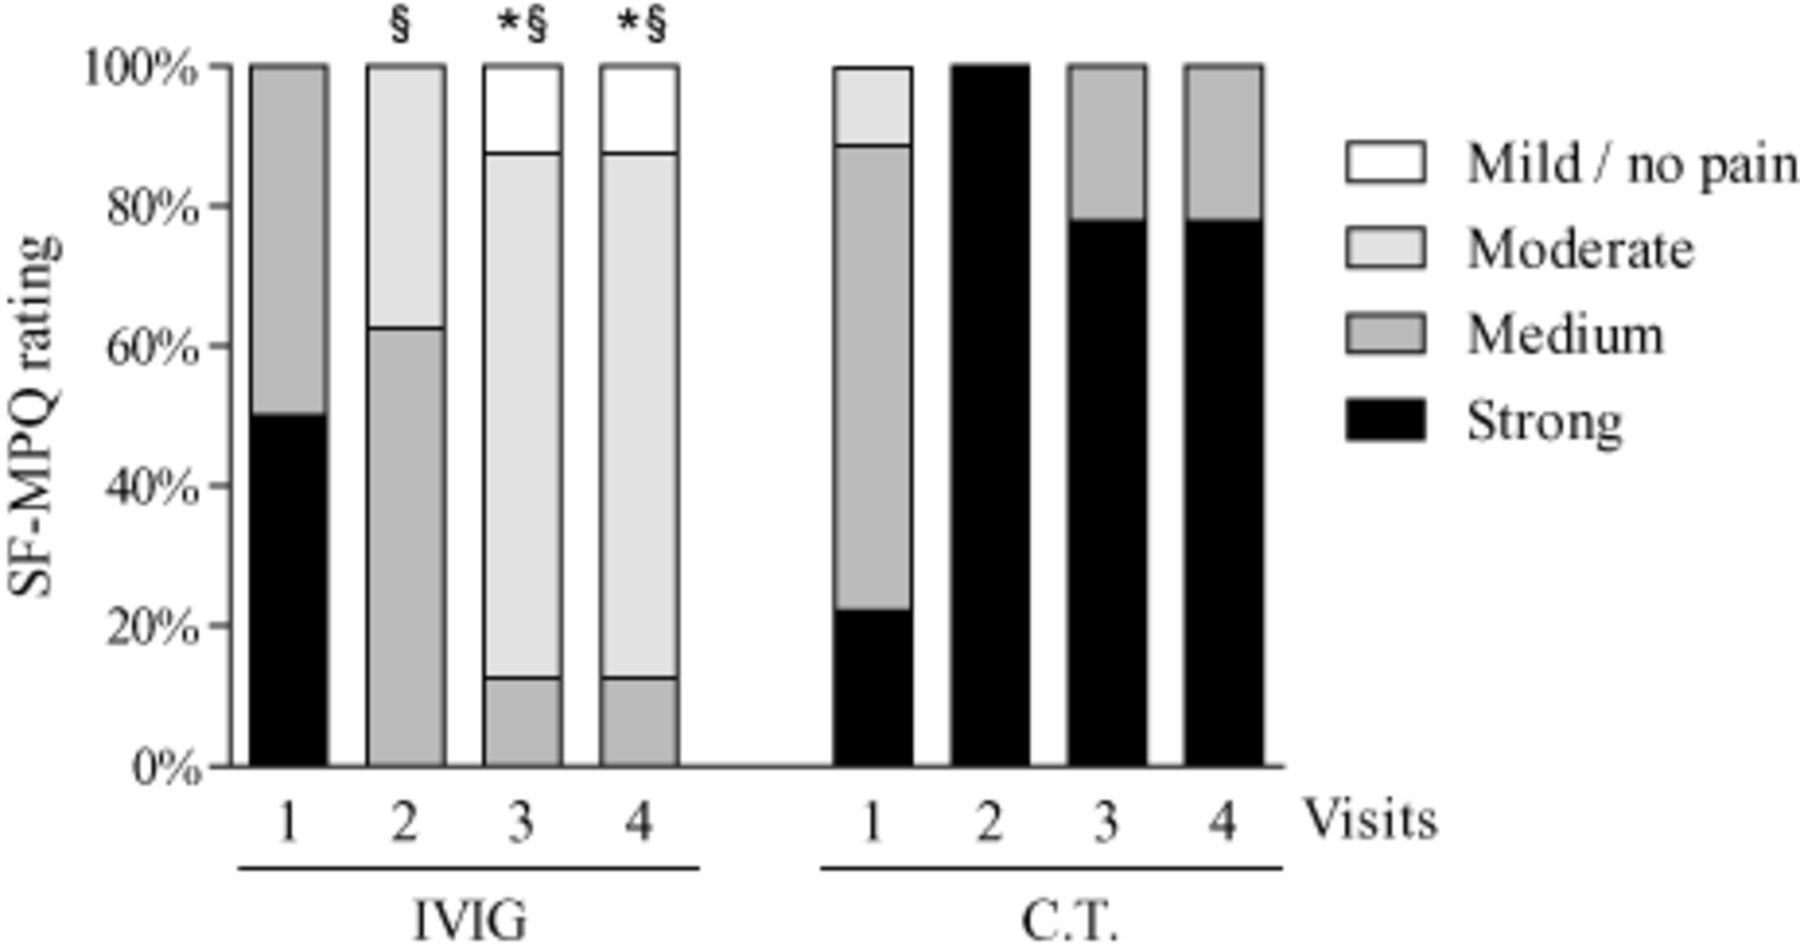 § *§ *§
100%
80%
60%
40%
20%
0%
SF-MPQ rating
1 2 3 4 1 2 3 4 Visits
IVIG C.T.
Mild / no pain
Moderate
Medium
Strong